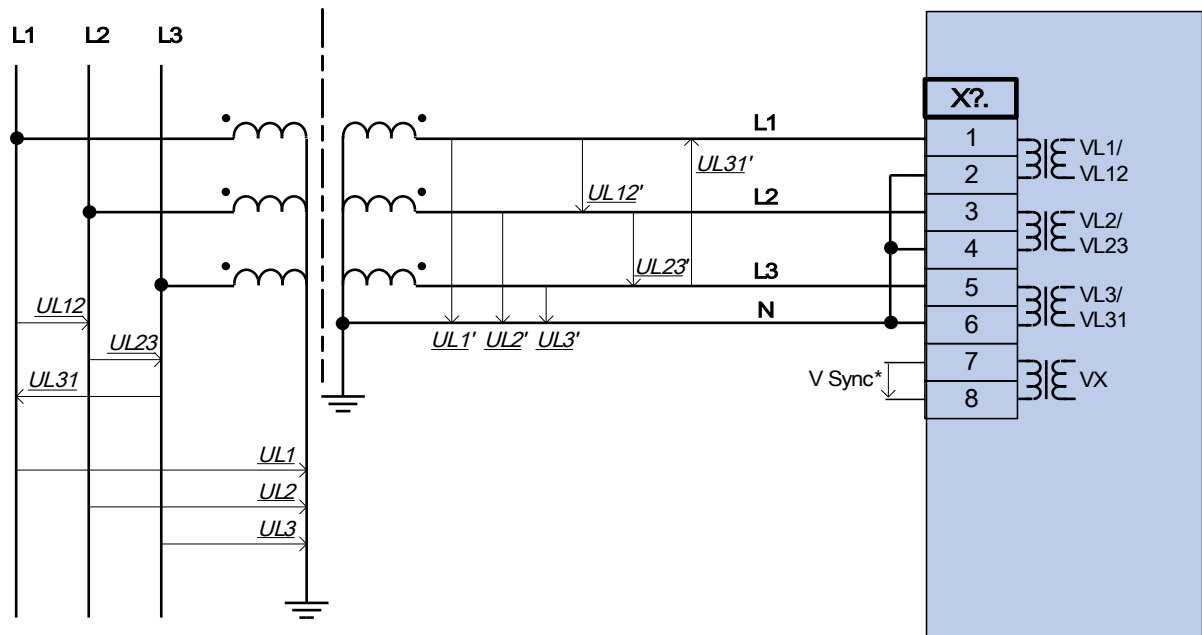 L1 L2 L3
X?.
L1
1
VL1/
UL31'
2
VL12
UL12'
L2
3
VL2/
4
VL23
UL23'
L3
5
VL3/
UL12
N
6
VL31
UL23
UL1' UL2' UL3'
7
UL31
V Sync*
VX
8
UL1
UL2
UL3